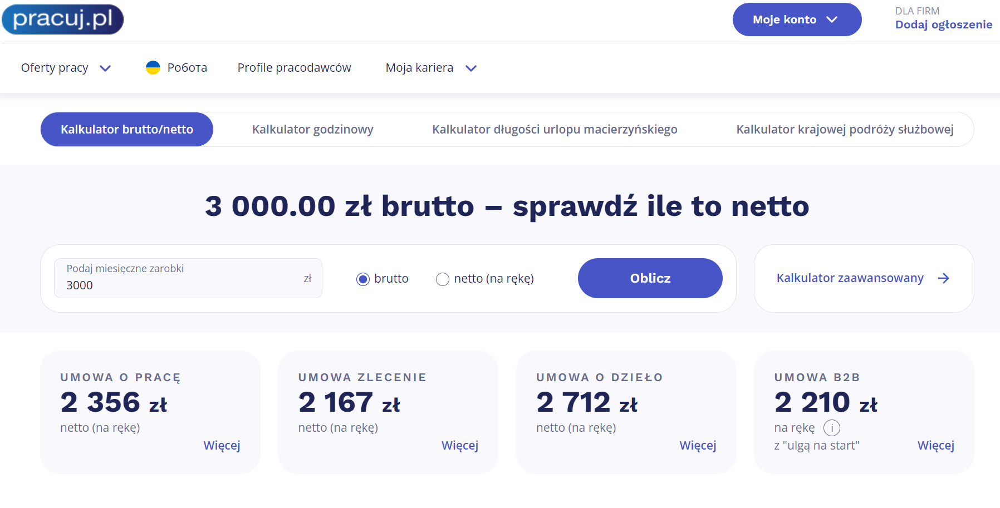 pracuj.pl
Moje konto
DLA FIRM
Dodaj ogłoszenie
Oferty pracy
Робота
Profile pracodawców
Moja kariera
Kalkulator brutto/netto
Kalkulator godzinowy
Kalkulator długości urlopu macierzyńskiego
Kalkulator krajowej podróży służbowej
3 000.00 zł brutto – sprawdź ile to netto
Podaj miesięczne zarobki
3000
zł
brutto
netto (na rękę)
Oblicz
Kalkulator zaawansowany
UMOWA O PRACĘ
2 356 zł
netto (na rękę)
Więcej
UMOWA ZLECENIE
2 167 zł
netto (na rękę)
Więcej
UMOWA O DZIEŁO
2 712 zł
netto (na rękę)
Więcej
UMOWA B2B
2 210 zł
na rękę i
z "ulgą na start"
Więcej